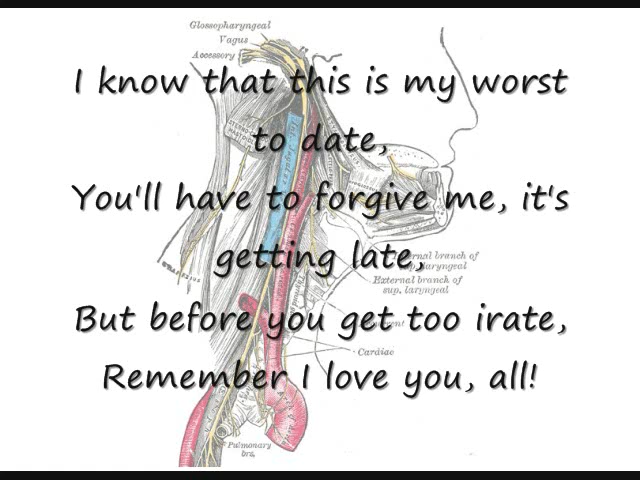 Glossopharyngeal
Vagus
Accessory
I know that this is my worst
to date,
You'll have to forgive me, it's
getting late,
But before you get too irate,
Remember I love you, all!
branch of
laryngeal
External branch of
sup. laryngeal
Cardiac
Pulmonary
brs.